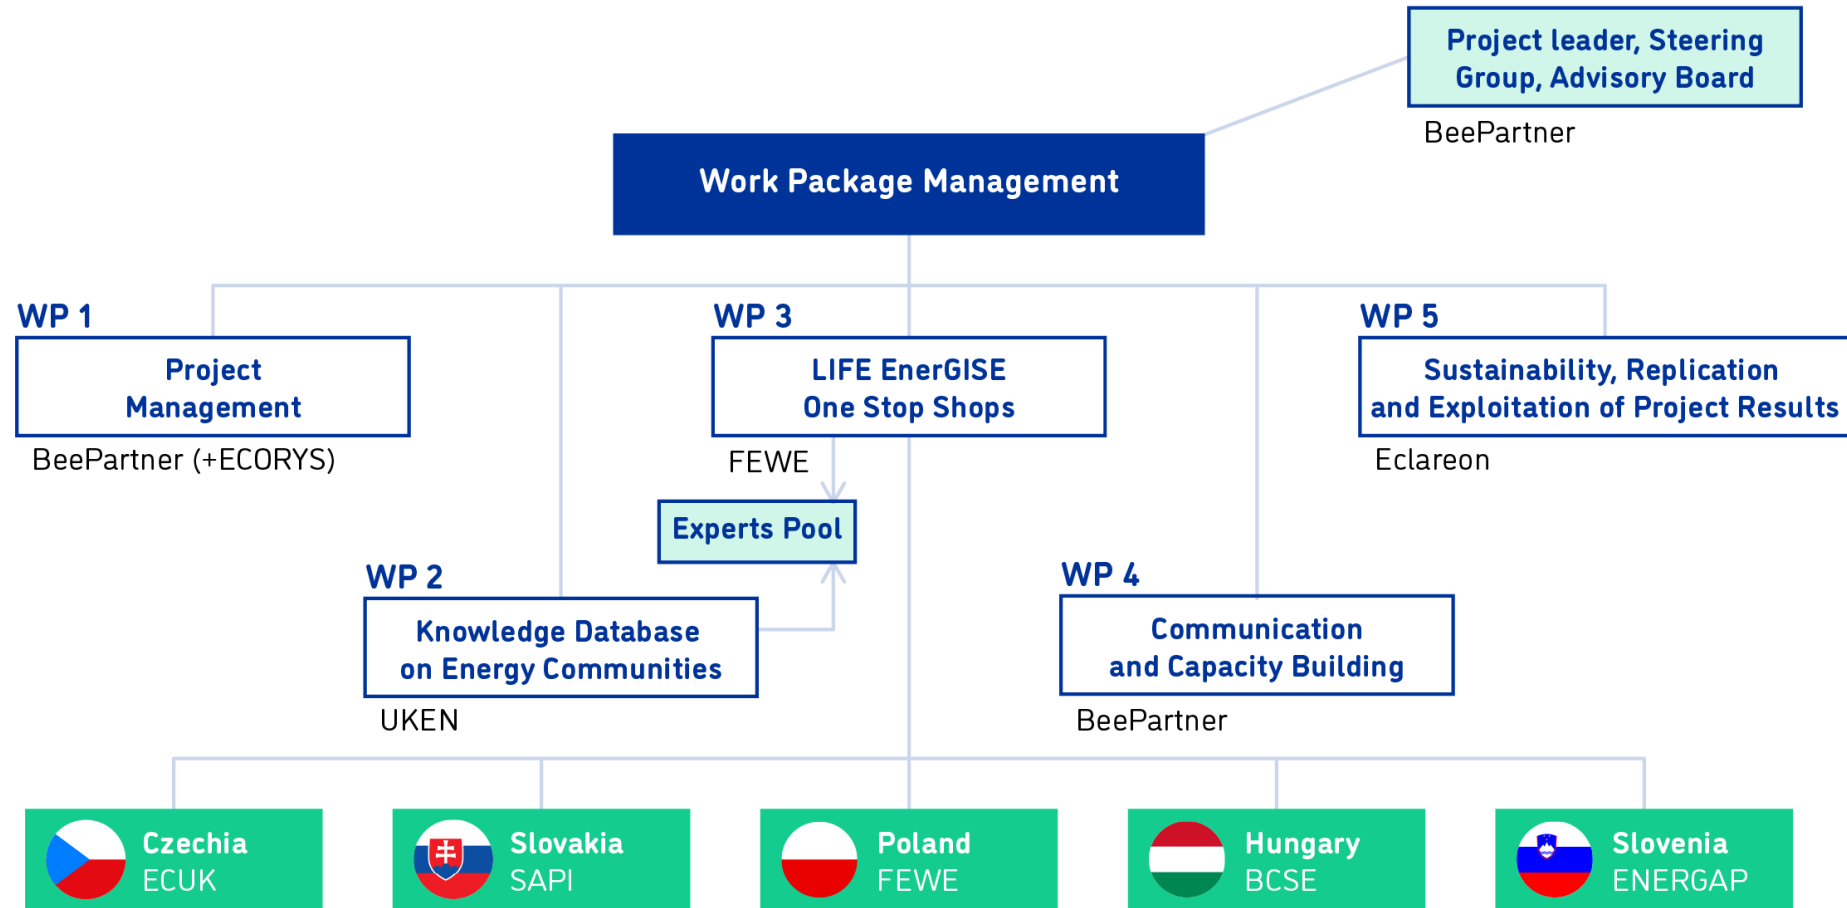 Project leader, Steering
Group, Advisory Board
BeePartner
Work Package Management
WP 1
Project
Management
BeePartner (+ECORYS)
WP 3
LIFE EnerGISE
One Stop Shops
FEWE
WP 5
Sustainability, Replication
and Exploitation of Project Results
Eclareon
Experts Pool
WP 2
Knowledge Database
on Energy Communities
UKEN
WP 4
Communication
and Capacity Building
BeePartner
Czechia
ECUK
Slovakia
SAPI
Poland
FEWE
Hungary
BCSE
Slovenia
ENERGAP